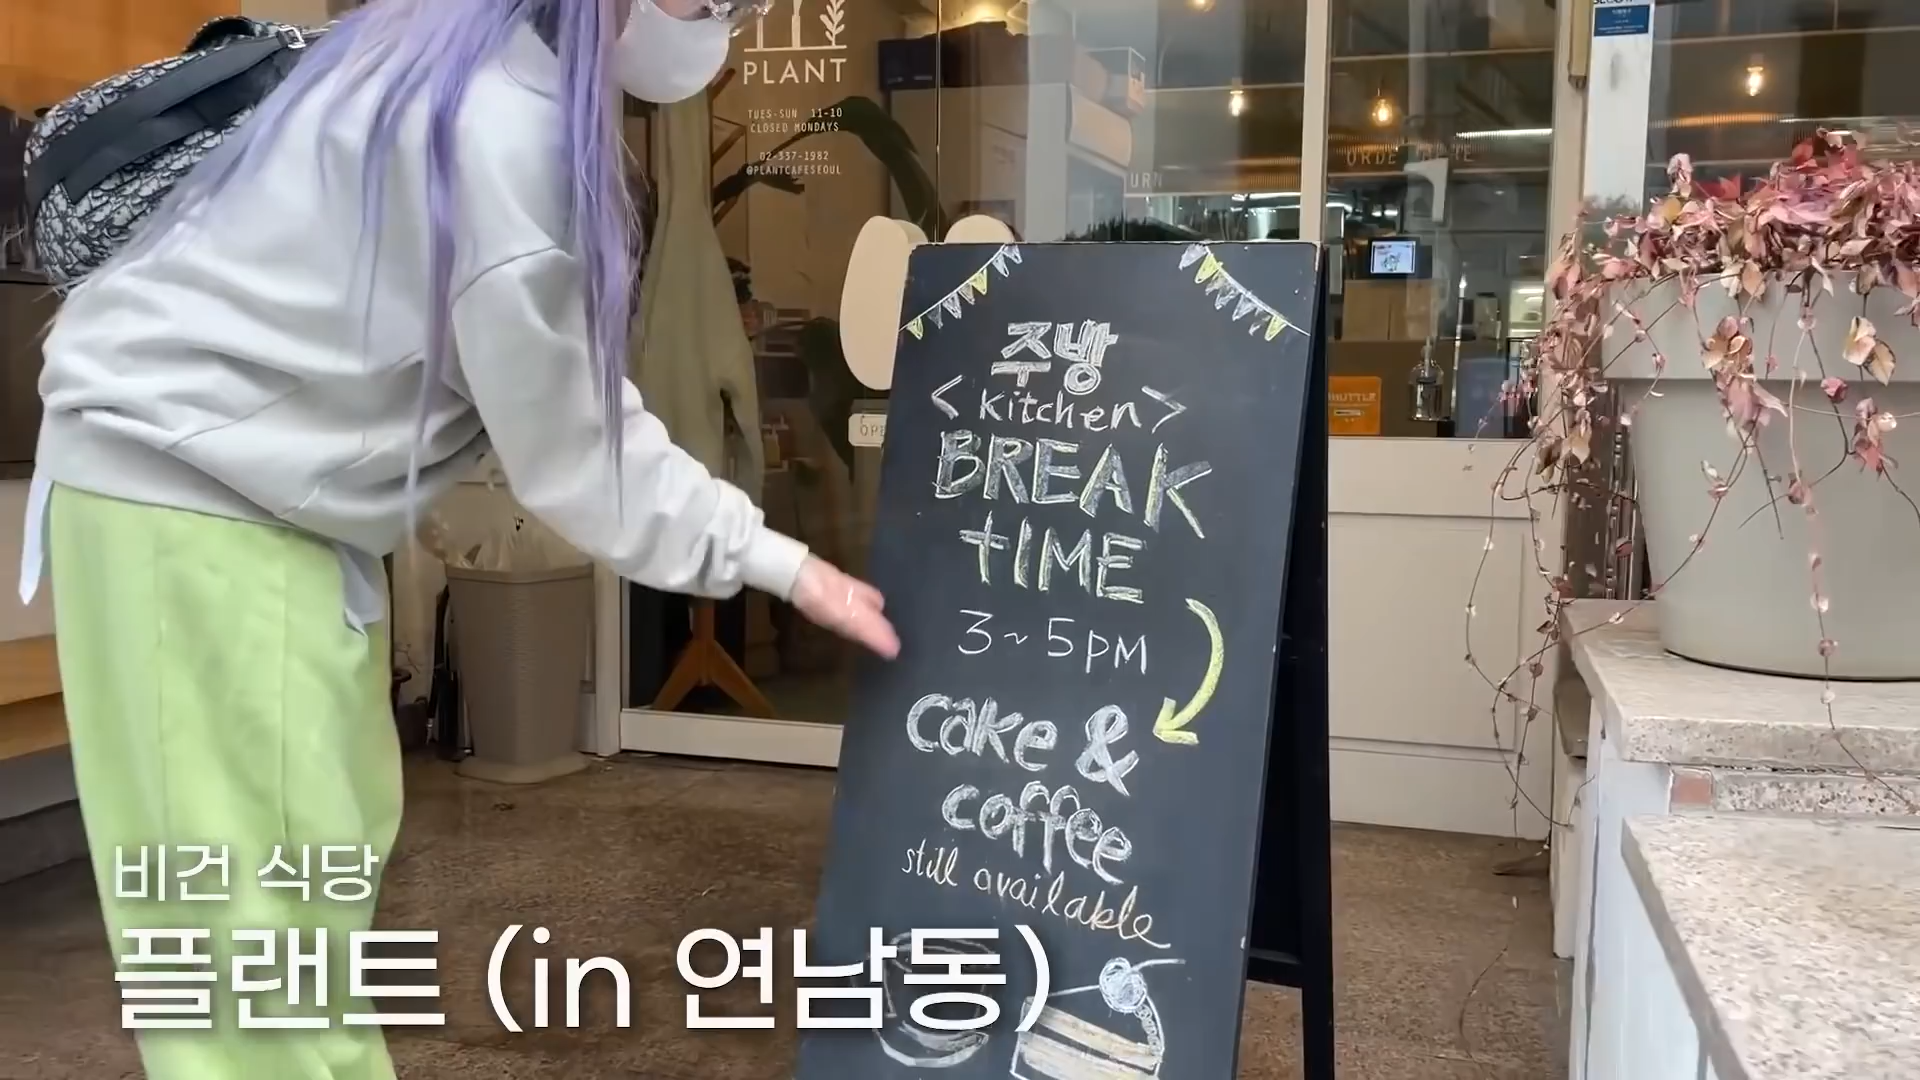 PLANT
TUES-SUN 11-10
CLOSED MONDAYS
02-337-1982
@PLANTCAFESEOUL
주방
<kitchen>
BREAK
TIME
3~5PM
cake &
coffee
still available
비건 식당
플랜트 (in 연남동)